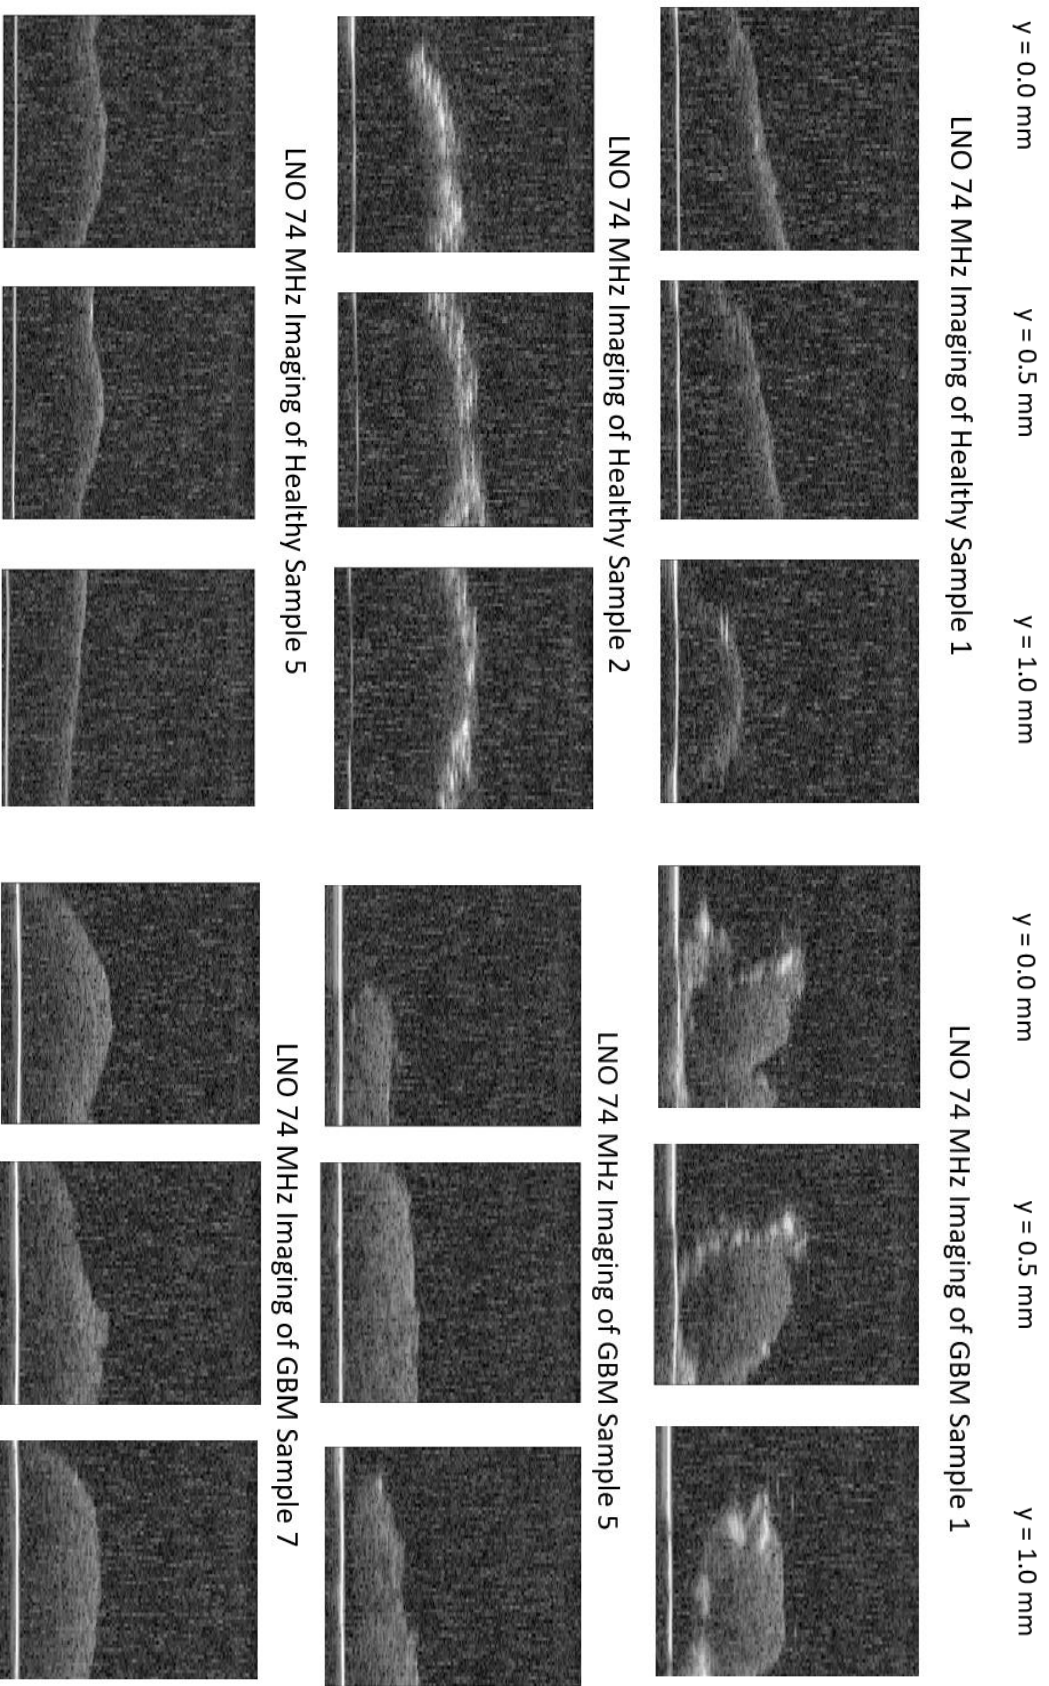 y = 0.0 mm
y = 0.5 mm
y = 1.0 mm
y = 0.0 mm
y = 0.5 mm
y = 1.0 mm
LNO 74 MHz Imaging of Healthy Sample 1
LNO 74 MHz Imaging of GBM Sample 1
LNO 74 MHz Imaging of Healthy Sample 2
LNO 74 MHz Imaging of GBM Sample 5
LNO 74 MHz Imaging of Healthy Sample 5
LNO 74 MHz Imaging of GBM Sample 7